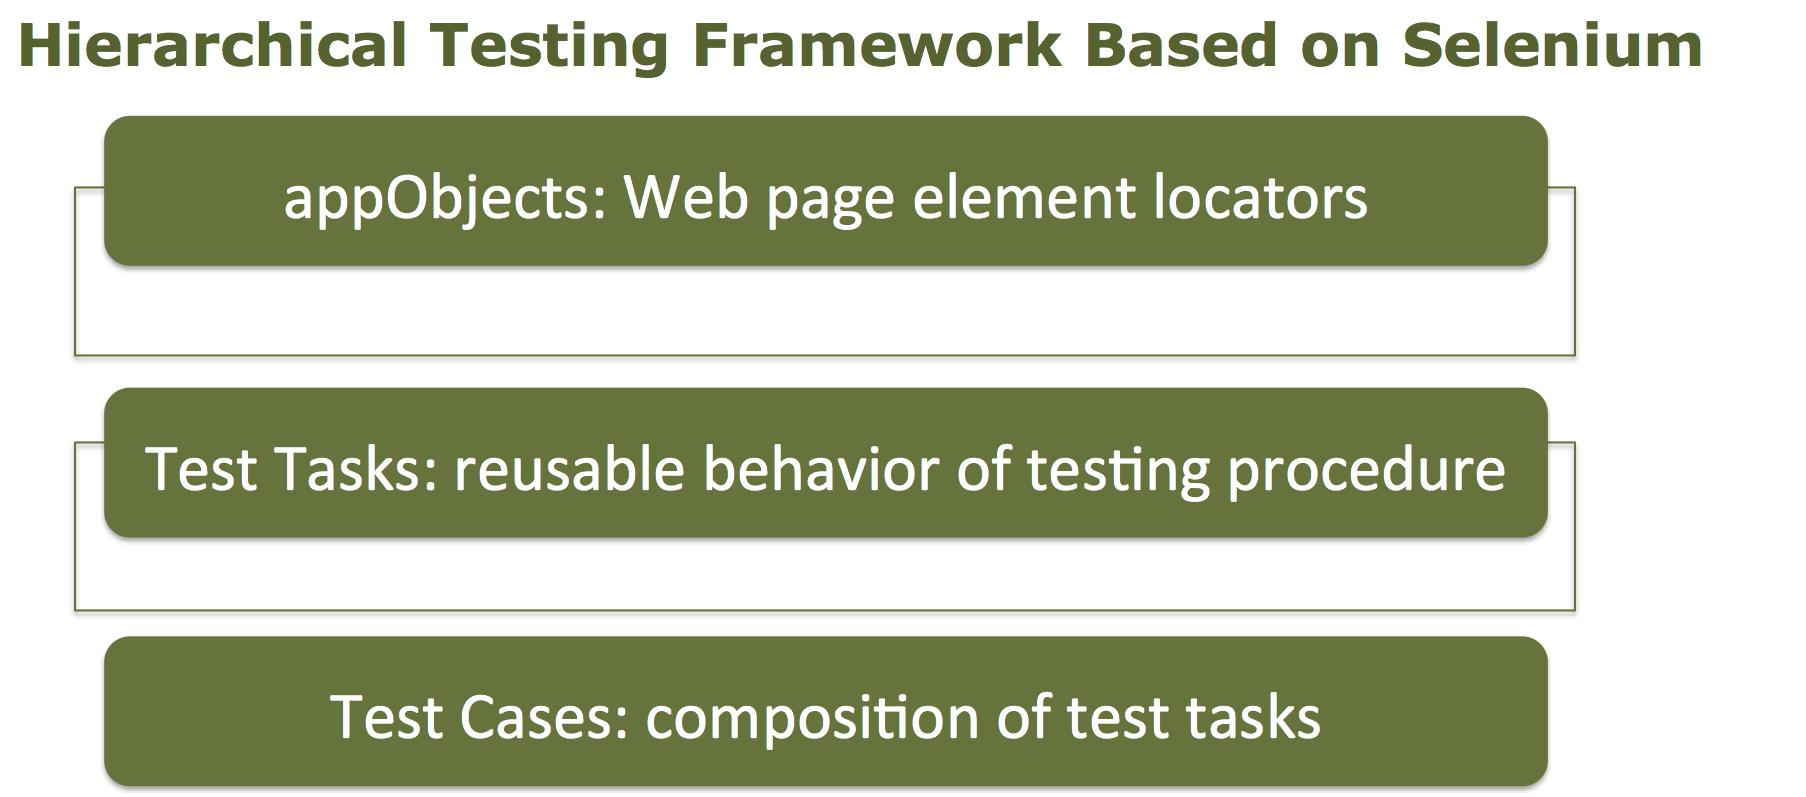 Hierarchical Testing Framework Based on Selenium
appObjects: Web page element locators
Test Tasks: reusable behavior of testing procedure
Test Cases: composition of test tasks